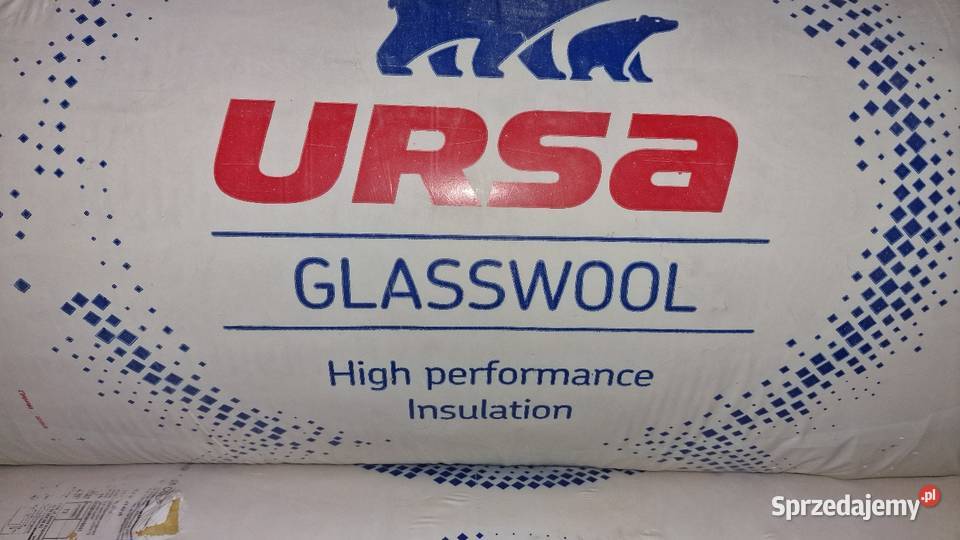 URSA
GLASSWOOL
High performance
Insulation
Sprzedajemy.pl